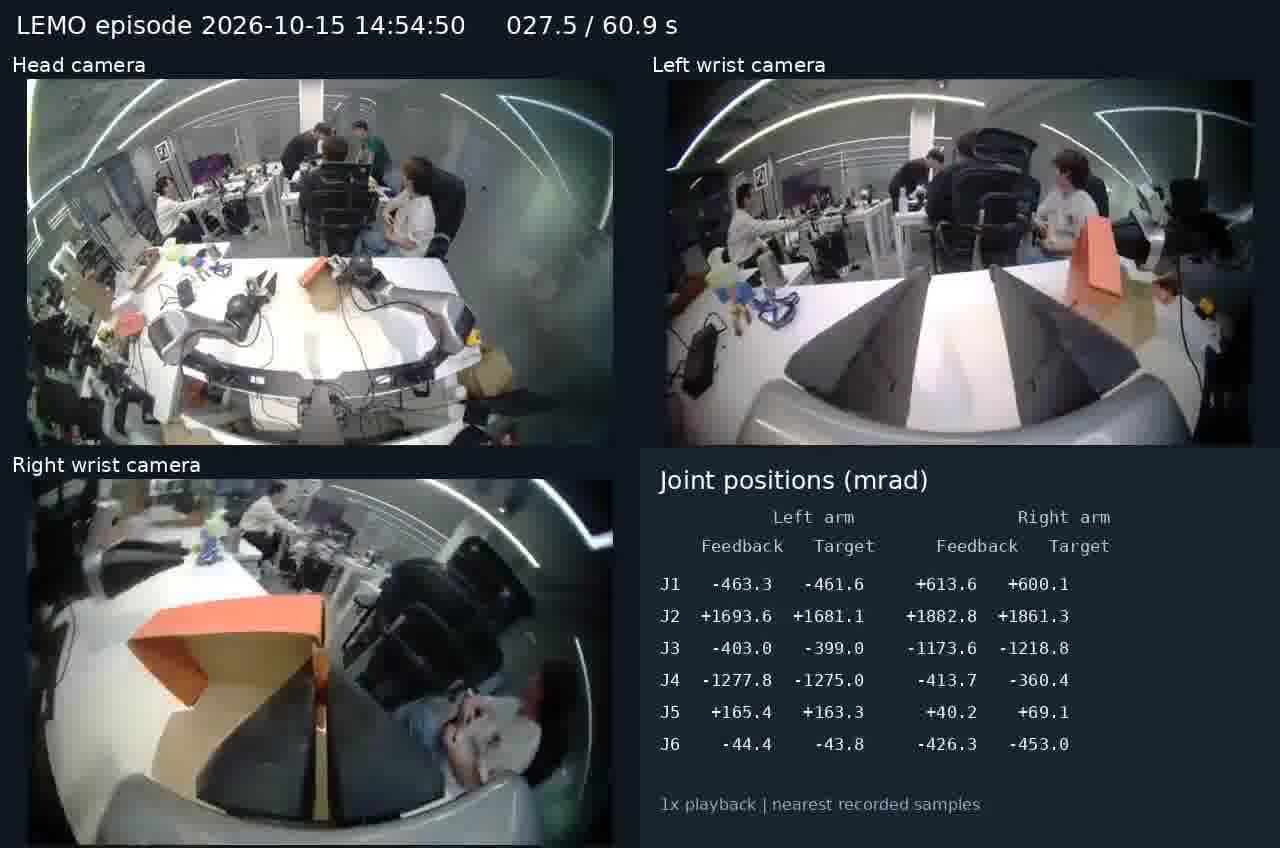 LEMO episode 2026-10-15 14:54:50 027.5 / 60.9 s
Head camera
Left wrist camera
Right wrist camera
Joint positions (mrad)
Left arm Right arm
Feedback Target Feedback Target
J1 -463.3 -461.6 +613.6 +600.1
J2 +1693.6 +1681.1 +1882.8 +1861.3
J3 -403.0 -399.0 -1173.6 -1218.8
J4 -1277.8 -1275.0 -413.7 -360.4
J5 +165.4 +163.3 +40.2 +69.1
J6 -44.4 -43.8 -426.3 -453.0
1x playback | nearest recorded samples